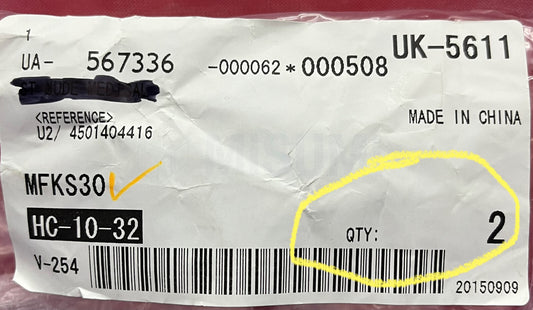 1
UA- 567336 -000062*000508 UK-5611
<REFERENCE>
U2/ 4501404416
MADE IN CHINA
MFKS30
HC-10-32
QTY: 2
V-254
20150909